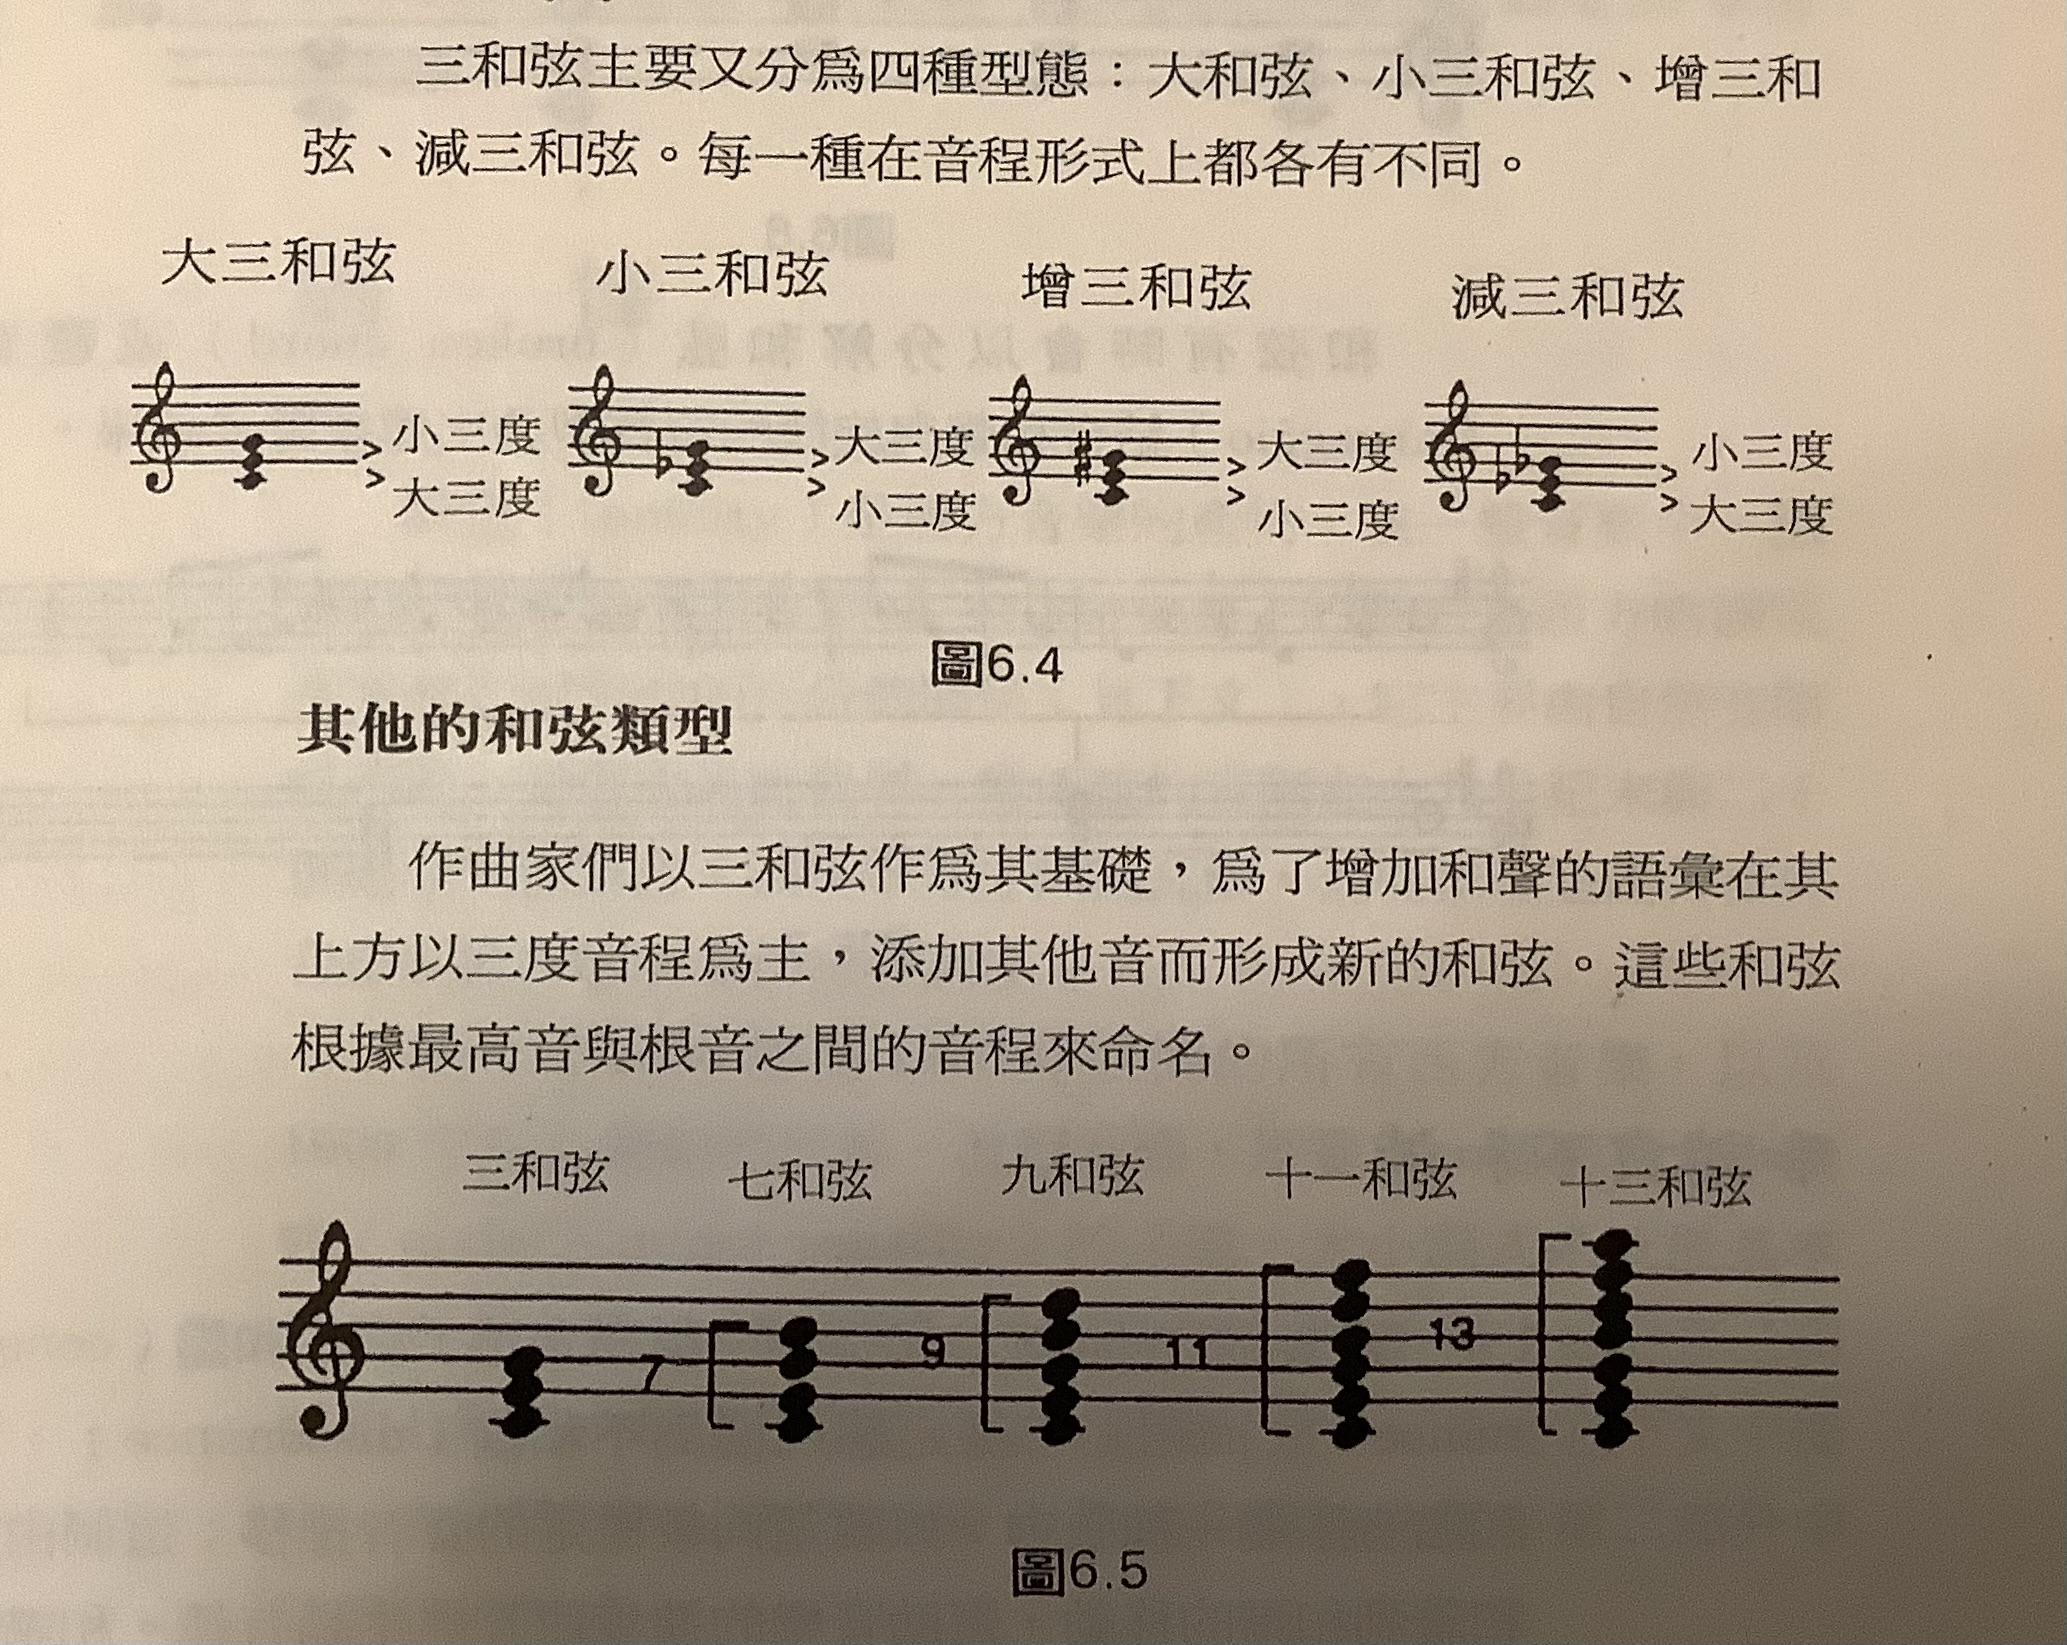 三和弦主要又分爲四種型態：大和弦、小三和弦、增三和
弦、減三和弦。每一種在音程形式上都各有不同。
大三和弦 小三和弦 增三和弦 減三和弦
小三度 大三度 大三度 小三度
大三度 小三度 小三度 大三度
圖6.4
其他的和弦類型
作曲家們以三和弦作爲其基礎，爲了增加和聲的語彙在其
上方以三度音程爲主，添加其他音而形成新的和弦。這些和弦
根據最高音與根音之間的音程來命名。
三和弦 七和弦 九和弦 十一和弦 十三和弦
7 9 11 13
圖6.5